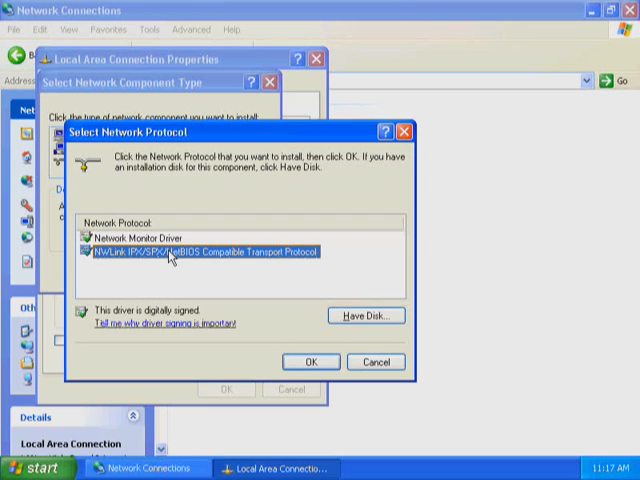 Network Connections
File Edit View Favorites Tools Advanced Help
Local Area Connection Properties
Address
Go
Select Network Component Type
Net
Click the type of network component you want to install:
Select Network Protocol
Click the Network Protocol that you want to install, then click OK. If you have
an installation disk for this component, click Have Disk.
Network Protocol:
Network Monitor Driver
NWLink IPX/SPX/NetBIOS Compatible Transport Protocol
This driver is digitally signed.
Tell me why driver signing is important
Have Disk...
OK Cancel
OK Cancel
Details
Local Area Connection
start Network Connections Local Area Connectio... 11:17 AM